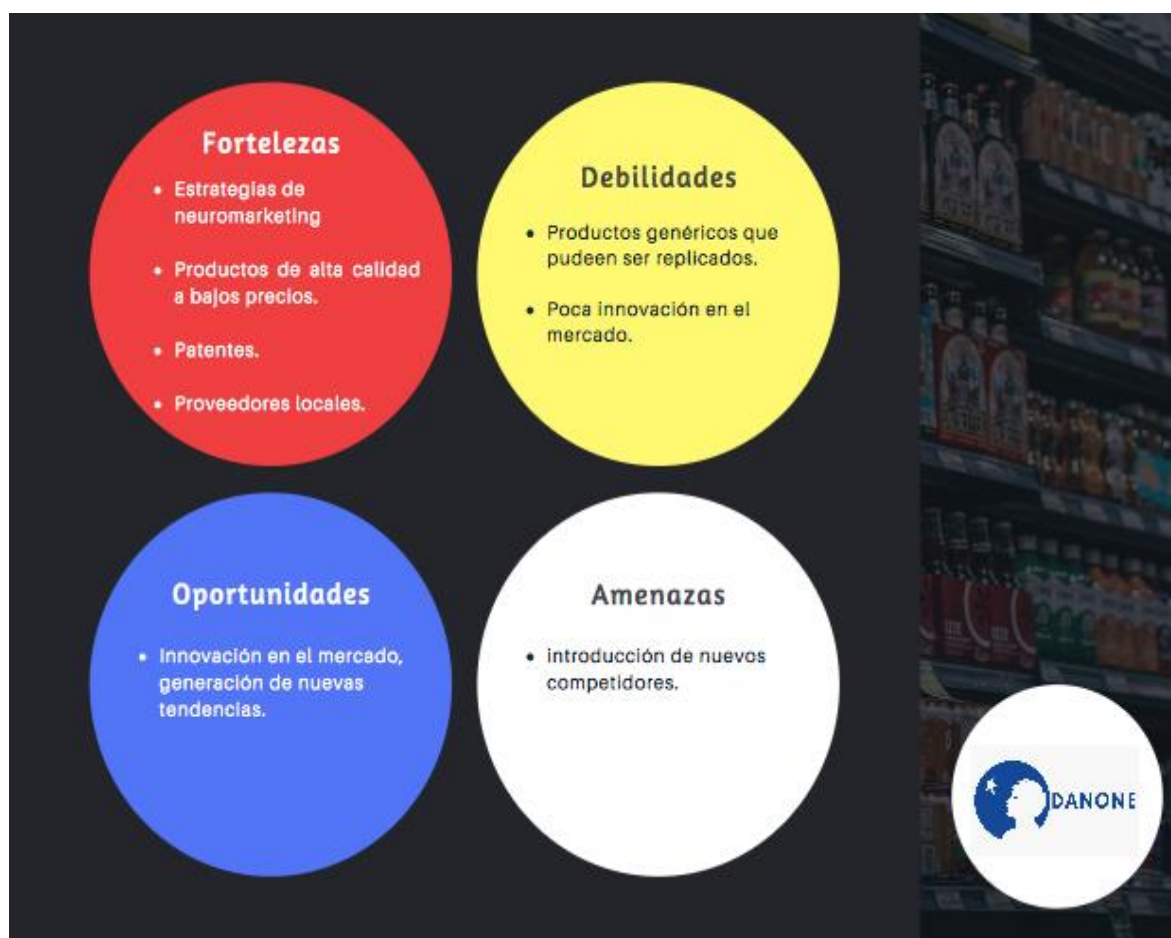 Fortelezas
• Estrategias de
neuromarketing
• Productos de alta calidad
a bajos precios.
• Patentes.
• Proveedores locales.
Debilidades
• Productos genéricos que
pudeen ser replicados.
• Poca innovación en el
mercado.
Oportunidades
• Innovación en el mercado,
generación de nuevas
tendencias.
Amenazas
• introducción de nuevos
competidores.
DANONE